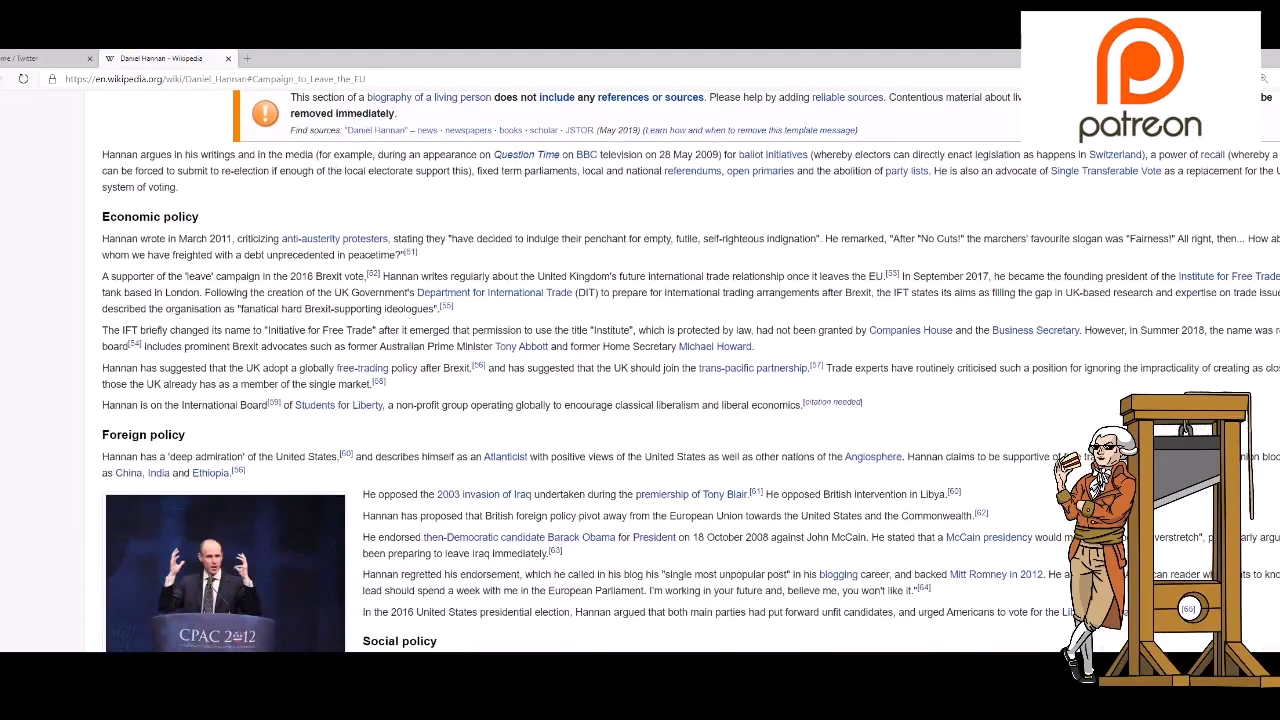 ome / Twitter
Daniel Hannan - Wikipedia
https://en.wikipedia.org/wiki/Daniel_Hannan#Campaign_to_Leave_the_EU
patreon
This section of a biography of a living person does not include any references or sources. Please help by adding reliable sources. Contentious material about liv be
removed immediately.
Find sources: "Daniel Hannan" – news · newspapers · books · scholar · JSTOR (May 2019) (Learn how and when to remove this template message)
Hannan argues in his writings and in the media (for example, during an appearance on Question Time on BBC television on 28 May 2009) for ballot initiatives (whereby electors can directly enact legislation as happens in Switzerland), a power of recall (whereby a
can be forced to submit to re-election if enough of the local electorate support this), fixed term parliaments, local and national referendums, open primaries and the abolition of party lists. He is also an advocate of Single Transferable Vote as a replacement for the U
system of voting.
Economic policy
Hannan wrote in March 2011, criticizing anti-austerity protesters, stating they "have decided to indulge their penchant for empty, futile, self-righteous indignation". He remarked, "After "No Cuts!" the marchers' favourite slogan was "Fairness!" All right, then... How ab
whom we have freighted with a debt unprecedented in peacetime?"[51]
A supporter of the 'leave' campaign in the 2016 Brexit vote,[52] Hannan writes regularly about the United Kingdom's future international trade relationship once it leaves the EU.[53] In September 2017, he became the founding president of the Institute for Free Trade
tank based in London. Following the creation of the UK Government's Department for International Trade (DIT) to prepare for international trading arrangements after Brexit, the IFT states its aims as filling the gap in UK-based research and expertise on trade issue
described the organisation as "fanatical hard Brexit-supporting ideologues".[55]
The IFT briefly changed its name to "Initiative for Free Trade" after it emerged that permission to use the title "Institute", which is protected by law, had not been granted by Companies House and the Business Secretary. However, in Summer 2018, the name was r
board[54] includes prominent Brexit advocates such as former Australian Prime Minister Tony Abbott and former Home Secretary Michael Howard.
Hannan has suggested that the UK adopt a globally free-trading policy after Brexit,[56] and has suggested that the UK should join the trans-pacific partnership.[57] Trade experts have routinely criticised such a position for ignoring the impracticality of creating as clos
those the UK already has as a member of the single market.[58]
Hannan is on the International Board[59] of Students for Liberty, a non-profit group operating globally to encourage classical liberalism and liberal economics.[citation needed]
Foreign policy
Hannan has a 'deep admiration' of the United States,[60] and describes himself as an Atlanticist with positive views of the United States as well as other nations of the Anglosphere. Hannan claims to be supportive of nion bloc
as China, India and Ethiopia.[56]
He opposed the 2003 invasion of Iraq undertaken during the premiership of Tony Blair.[61] He opposed British intervention in Libya.[60]
Hannan has proposed that British foreign policy pivot away from the European Union towards the United States and the Commonwealth.[62]
He endorsed then-Democratic candidate Barack Obama for President on 18 October 2008 against John McCain. He stated that a McCain presidency would m verstretch", p rly argu
been preparing to leave Iraq immediately.[63]
Hannan regretted his endorsement, which he called in his blog his "single most unpopular post" in his blogging career, and backed Mitt Romney in 2012. He a can reader w ts to kno
lead should spend a week with me in the European Parliament. I'm working in your future and, believe me, you won't like it."[64]
In the 2016 United States presidential election, Hannan argued that both main parties had put forward unfit candidates, and urged Americans to vote for the Li [65]
CPAC 2012
Social policy